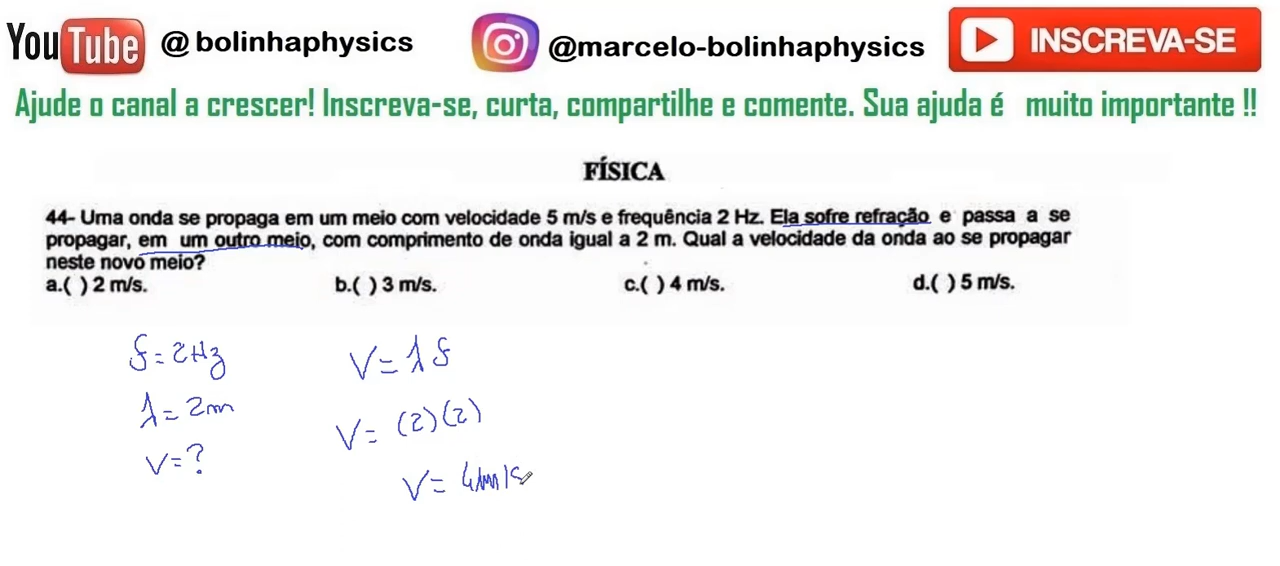 YouTube @bolinhaphysics @marcelo-bolinhaphysics INSCREVA-SE
Ajude o canal a crescer! Inscreva-se, curta, compartilhe e comente. Sua ajuda é muito importante !!
FÍSICA
44- Uma onda se propaga em um meio com velocidade 5 m/s e frequência 2 Hz. Ela sofre refração e passa a se
propagar, em um outro meio, com comprimento de onda igual a 2 m. Qual a velocidade da onda ao se propagar
neste novo meio?
a.( ) 2 m/s. b.( ) 3 m/s. c.( ) 4 m/s. d.( ) 5 m/s.
f = 2Hz
λ = 2m
V = ?
V = λ f
V = (2)(2)
V = 4m/s